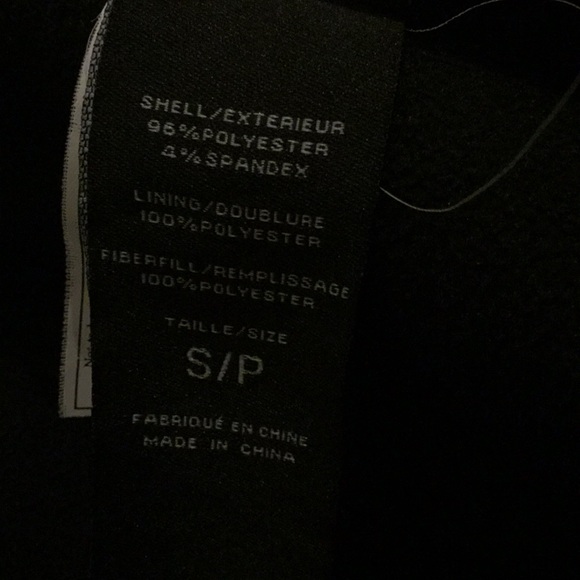 SHELL/EXTERIEUR
96%POLYESTER
4%SPANDEX
LINING/DOUBLURE
100%POLYESTER
FIBERFILL/REMPLISSAGE
100%POLYESTER
TAILLE/SIZE
S/P
FABRIQUÉ EN CHINE
MADE IN CHINA